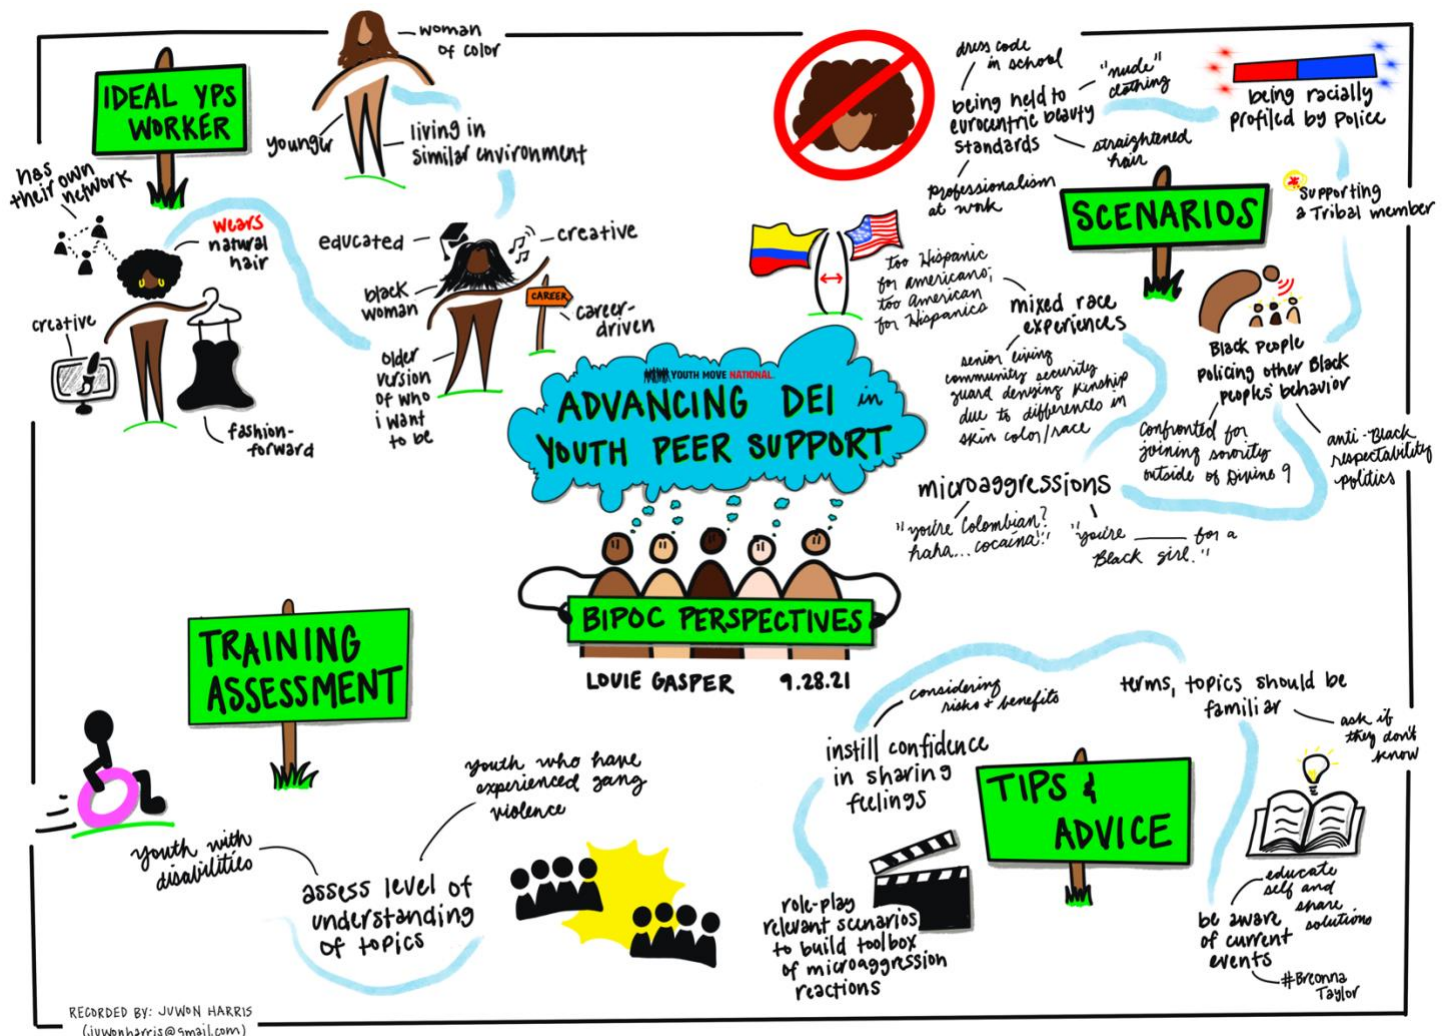 IDEAL YPS
WORKER
woman
of color
younger
living in
similar environment
has
their own
network
wears
natural
hair
creative
fashion-
forward
educated
creative
black
woman
CAREER
career-
driven
older
version
of who
i want
to be
YOUTH MOVE NATIONAL
ADVANCING DEI in
YOUTH PEER SUPPORT
BIPOC PERSPECTIVES
LOUIE GASPER 9.28.21
SCENARIOS
dress code
in school
being held to
eurocentric beauty
standards
"nude"
clothing
straightened
hair
professionalism
at work
being racially
profiled by Police
supporting
a Tribal member
too Hispanic
for americano;
too American
for Hispanics
mixed race
experiences
senior living
community security
guard denying kinship
due to differences in
skin color/race
Black People
policing other Black
peoples' behavior
confronted for
joining sorority
outside of Divine 9
anti-Black
respectability
politics
microaggressions
"you're Colombian?
haha... cocaina!"
"you're ____ for a
Black girl."
TRAINING
ASSESSMENT
youth who have
experienced gang
violence
youth with
disabilities
assess level of
understanding
of topics
TIPS &
ADVICE
considering
risks + benefits
instill confidence
in sharing
feelings
terms, topics should be
familiar
ask if
they don't
know
role-play
relevant scenarios
to build toolbox
of microaggression
reactions
educate
self and
share
solutions
be aware
of current
events
#Breonna
Taylor
RECORDED BY: JUWON HARRIS
(juwonharris@gmail.com)